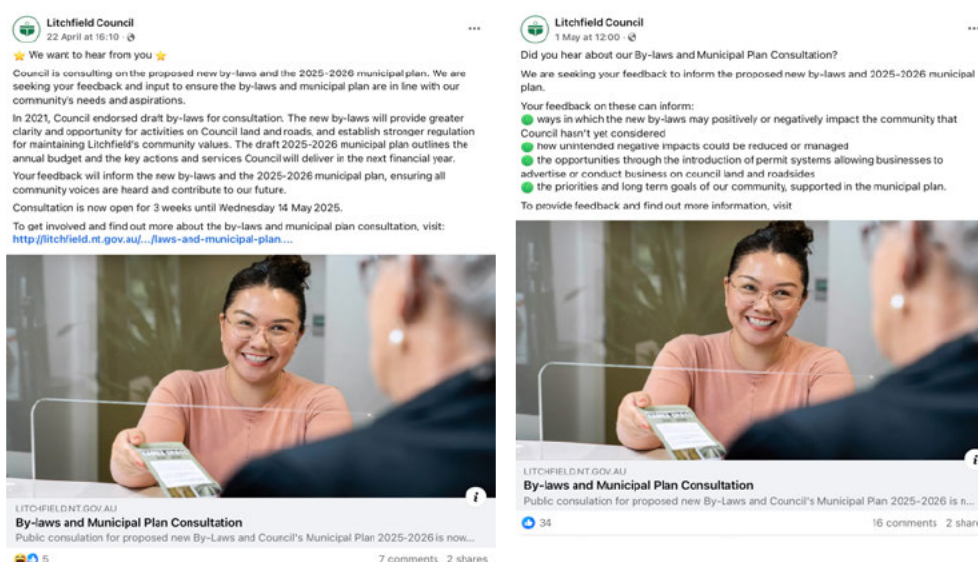 Litchfield Council
22 April at 16:10 ·
⭐ We want to hear from you ⭐
Council is consulting on the proposed new by-laws and the 2025-2026 municipal plan. We are
seeking your feedback and input to ensure the by-laws and municipal plan are in line with our
community's needs and aspirations.
In 2021, Council endorsed draft by-laws for consultation. The new by-laws will provide greater
clarity and opportunity for activities on Council land and roads, and establish stronger regulation
for maintaining Litchfield's community values. The draft 2025-2026 municipal plan outlines the
annual budget and the key actions and services Council will deliver in the next financial year.
Your feedback will inform the new by-laws and the 2025-2026 municipal plan, ensuring all
community voices are heard and contribute to our future.
Consultation is now open for 3 weeks until Wednesday 14 May 2025.
To get involved and find out more about the by-laws and municipal plan consultation, visit:
http://litchfield.nt.gov.au/.../laws-and-municipal-plan....
LITCHFIELD.NT.GOV.AU
By-laws and Municipal Plan Consultation
Public consulation for proposed new By-Laws and Council's Municipal Plan 2025-2026 is now...
5
7 comments 2 shares
Litchfield Council
1 May at 12:00 ·
Did you hear about our By-laws and Municipal Plan Consultation?
We are seeking your feedback to inform the proposed new by-laws and 2025-2026 municipal
plan.
Your feedback on these can inform:
🟢 ways in which the new by-laws may positively or negatively impact the community that
Council hasn't yet considered
🟢 how unintended negative impacts could be reduced or managed
🟢 the opportunities through the introduction of permit systems allowing businesses to
advertise or conduct business on council land and roadsides
🟢 the priorities and long term goals of our community, supported in the municipal plan.
To provide feedback and find out more information, visit
LITCHFIELD.NT.GOV.AU
By-laws and Municipal Plan Consultation
Public consulation for proposed new By-Laws and Council's Municipal Plan 2025-2026 is n...
34
16 comments 2 share